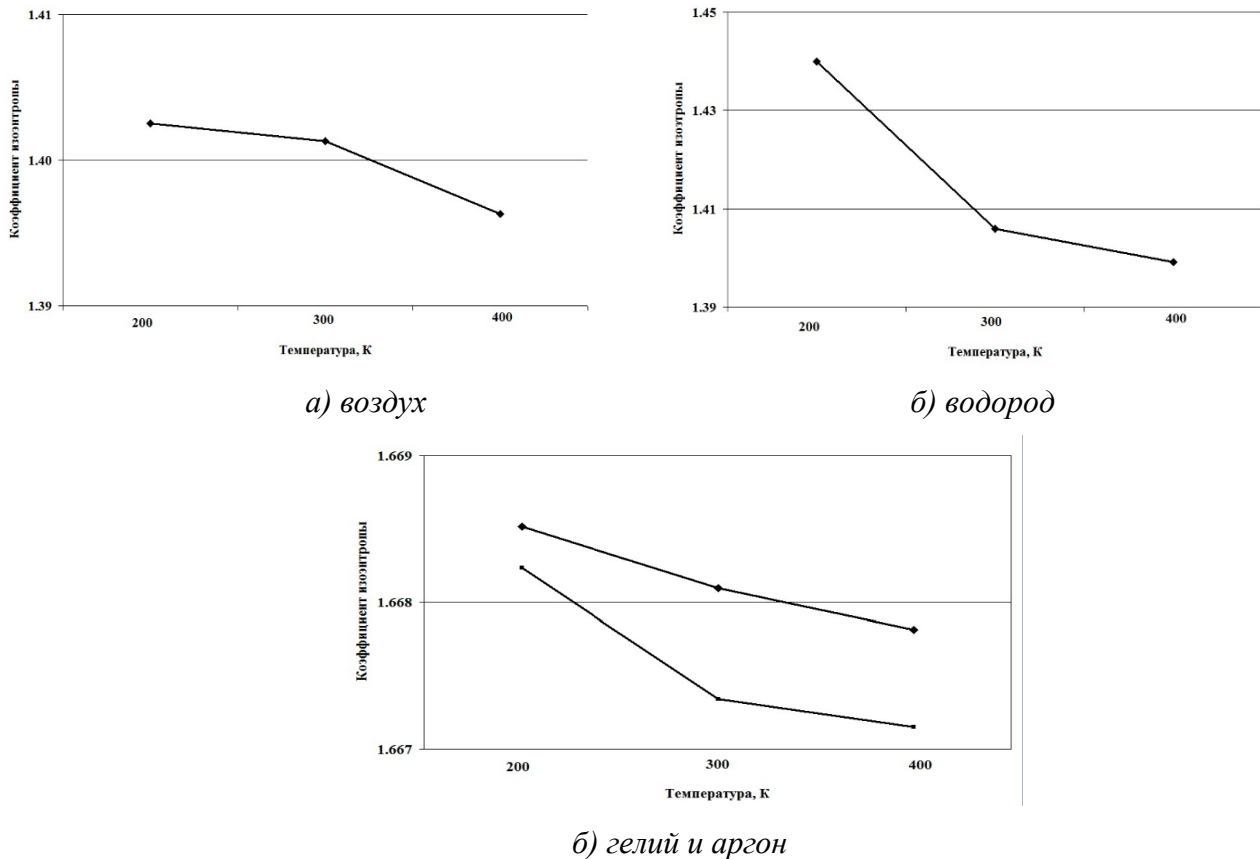 1.41
Коэффициент изоэнтропы
1.40
1.39
200
300
400
Температура, К
а) воздух
1.45
Коэффициент изоэнтропы
1.43
1.41
1.39
200
300
400
Температура, К
б) водород
1.669
Коэффициент изоэнтропы
1.668
1.667
200
300
400
Температура, К
б) гелий и аргон